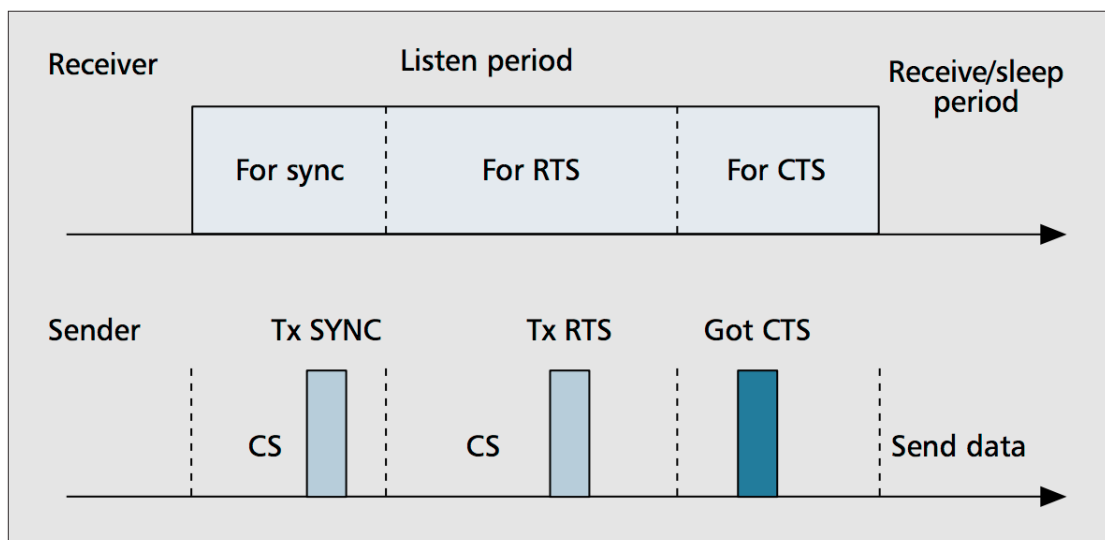 Receiver
Listen period
Receive/sleep
period
For sync
For RTS
For CTS
Sender
Tx SYNC
Tx RTS
Got CTS
CS
CS
Send data